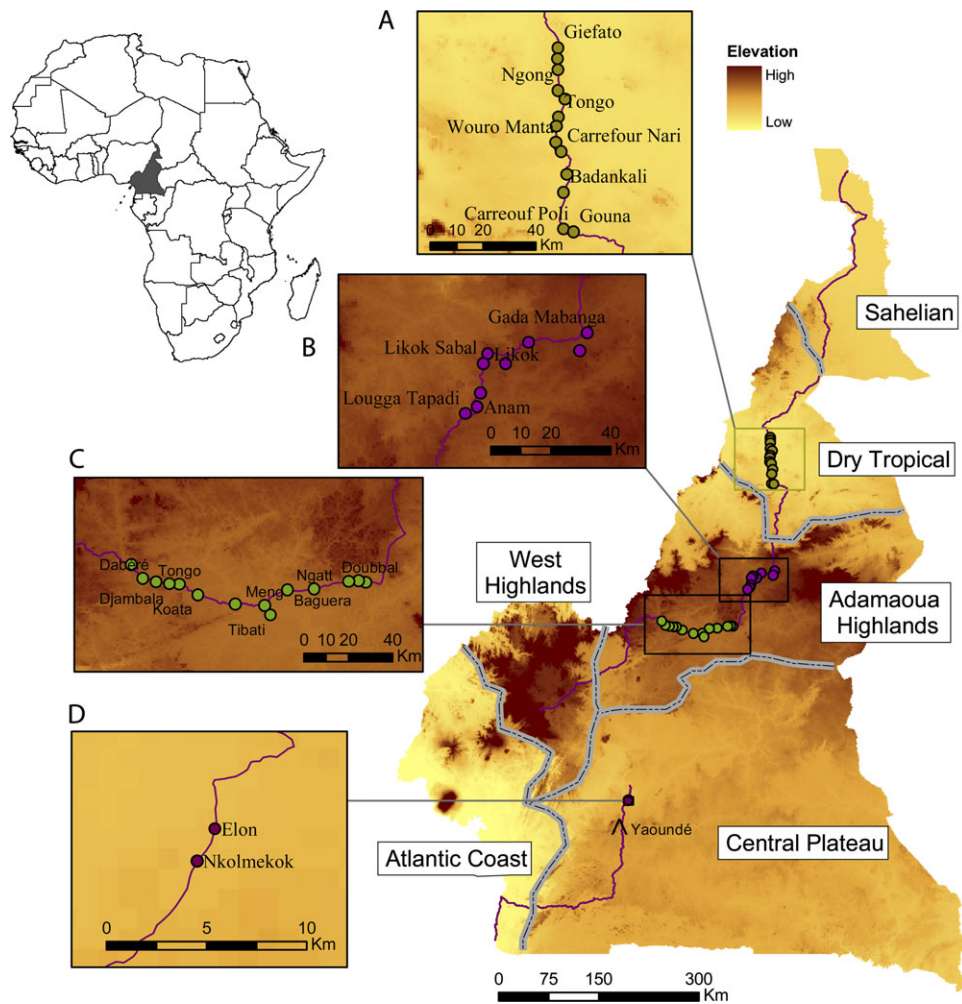 A
Giefato
Ngong
Tongo
Wouro Manta
Carrefour Nari
Badankali
Carreouf Poli
Gouna
0 10 20 40
Km
Elevation
High
Low
B
Gada Mabanga
Likok Sabal
Likok
Lougga Tapadi
Anam
0 10 20 40
Km
C
Daberé
Tongo
Doubbal
Djambala
Meng
Ngatt
Koata
Baguera
Tibati
0 10 20 40
Km
D
Elon
Nkolmekok
0 5 10
Km
Sahelian
Dry Tropical
West
Highlands
Adamaoua
Highlands
Yaoundé
Atlantic Coast
Central Plateau
0 75 150 300
Km